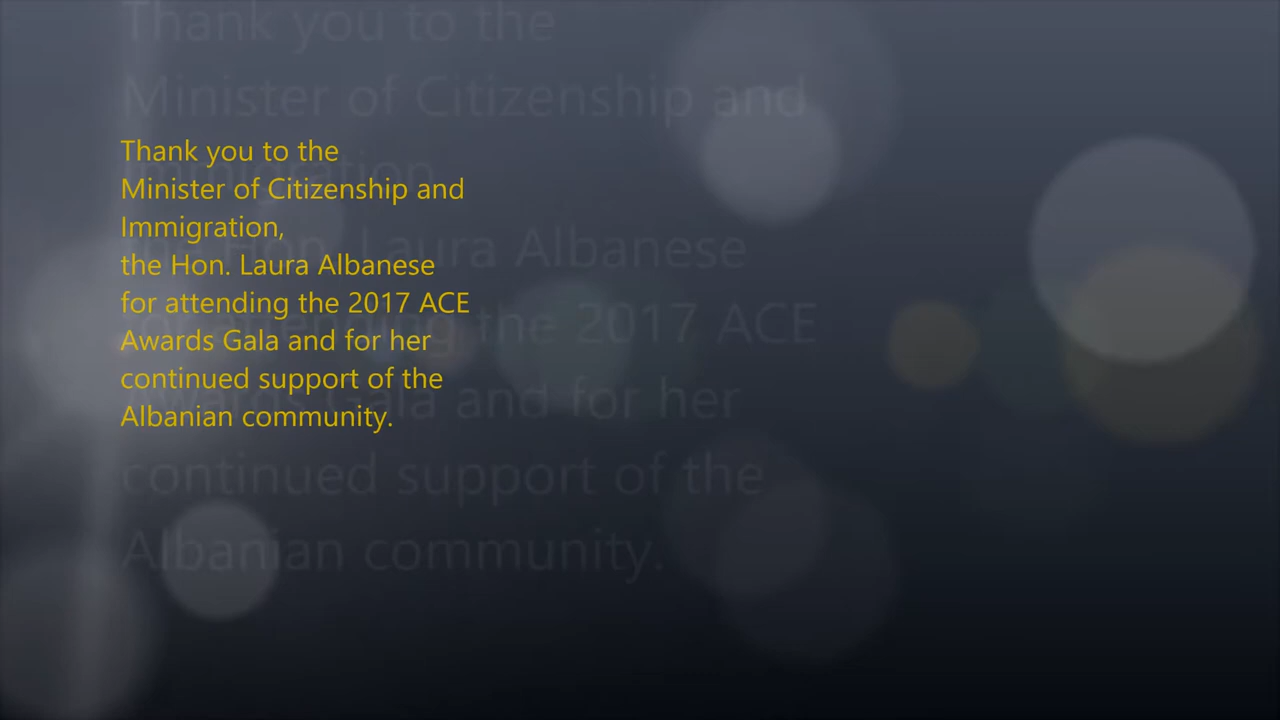 Thank you to the
Minister of Citizenship and
Immigration,
the Hon. Laura Albanese
for attending the 2017 ACE
Awards Gala and for her
continued support of the
Albanian community.